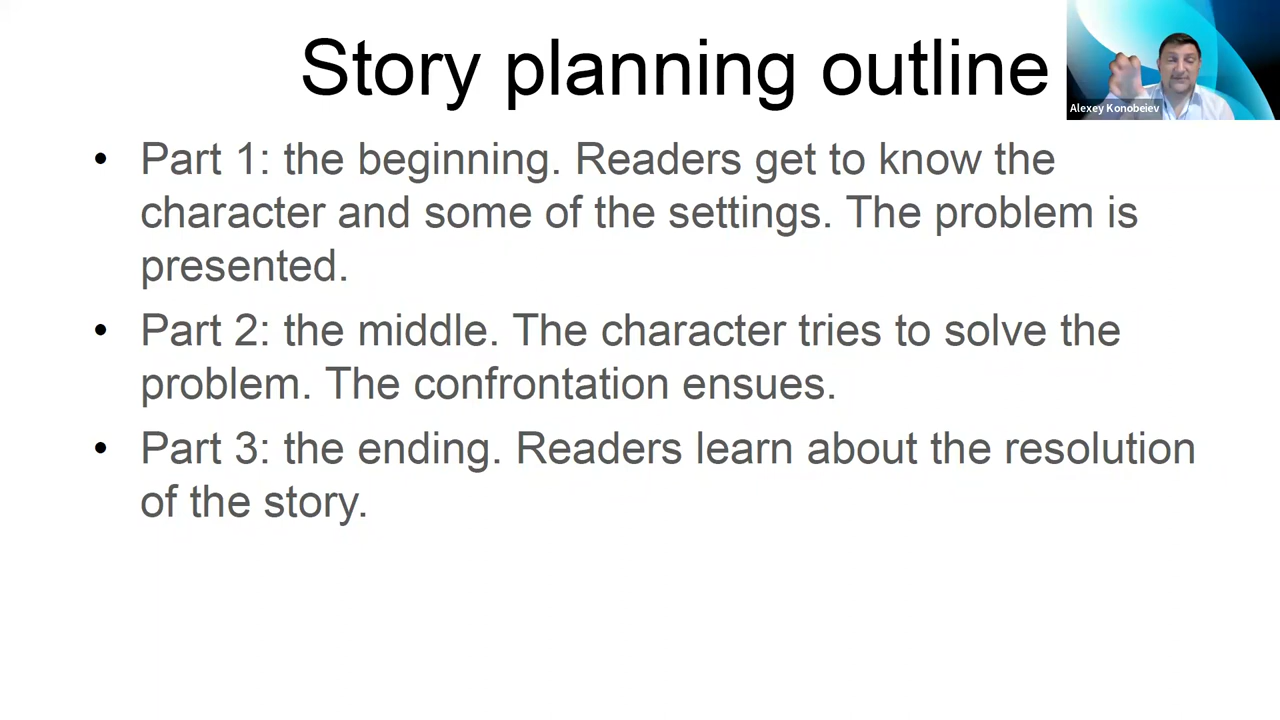 Story planning outline
Alexey Konobeiev
• Part 1: the beginning. Readers get to know the
character and some of the settings. The problem is
presented.
• Part 2: the middle. The character tries to solve the
problem. The confrontation ensues.
• Part 3: the ending. Readers learn about the resolution
of the story.